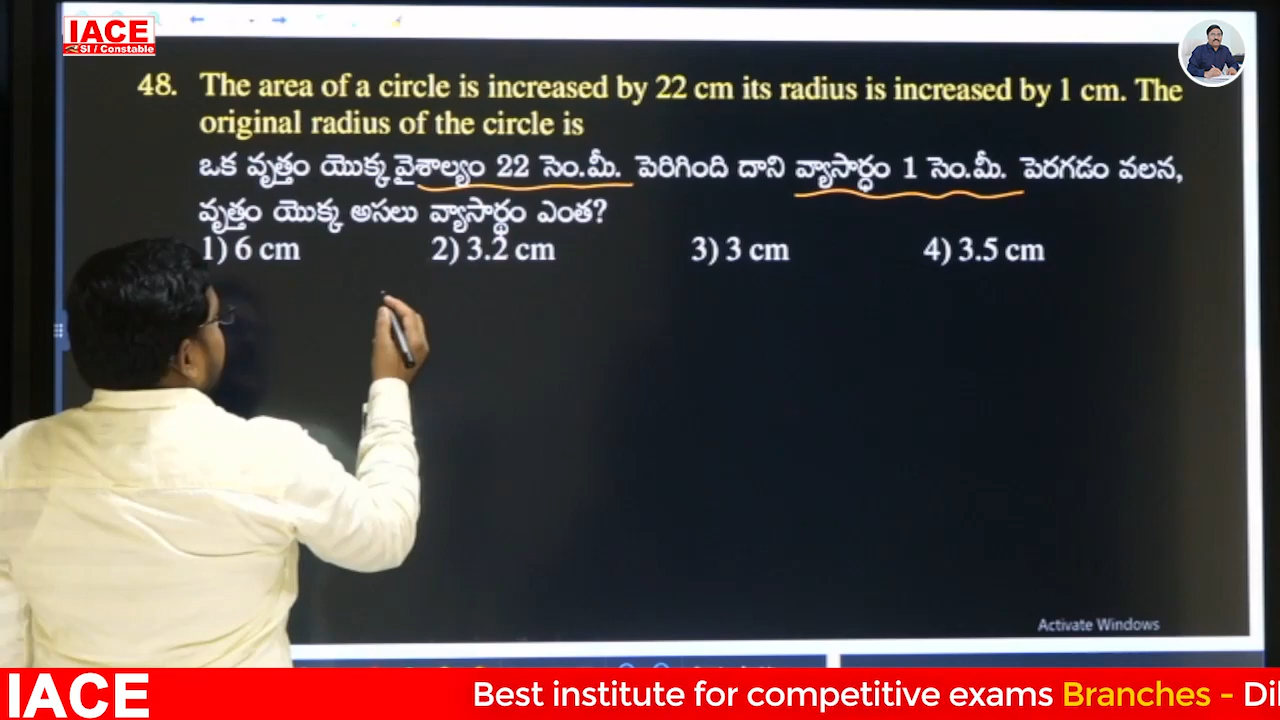 IACE
SI / Constable
48. The area of a circle is increased by 22 cm its radius is increased by 1 cm. The
original radius of the circle is
ఒక వృత్తం యొక్క వైశాల్యం 22 సెం.మీ. పెరిగింది దాని వ్యాసార్ధం 1 సెం.మీ. పెరగడం వలన,
వృత్తం యొక్క అసలు వ్యాసార్థం ఎంత?
1) 6 cm 2) 3.2 cm 3) 3 cm 4) 3.5 cm
Activate Windows
IACE Best institute for competitive exams Branches - Dil